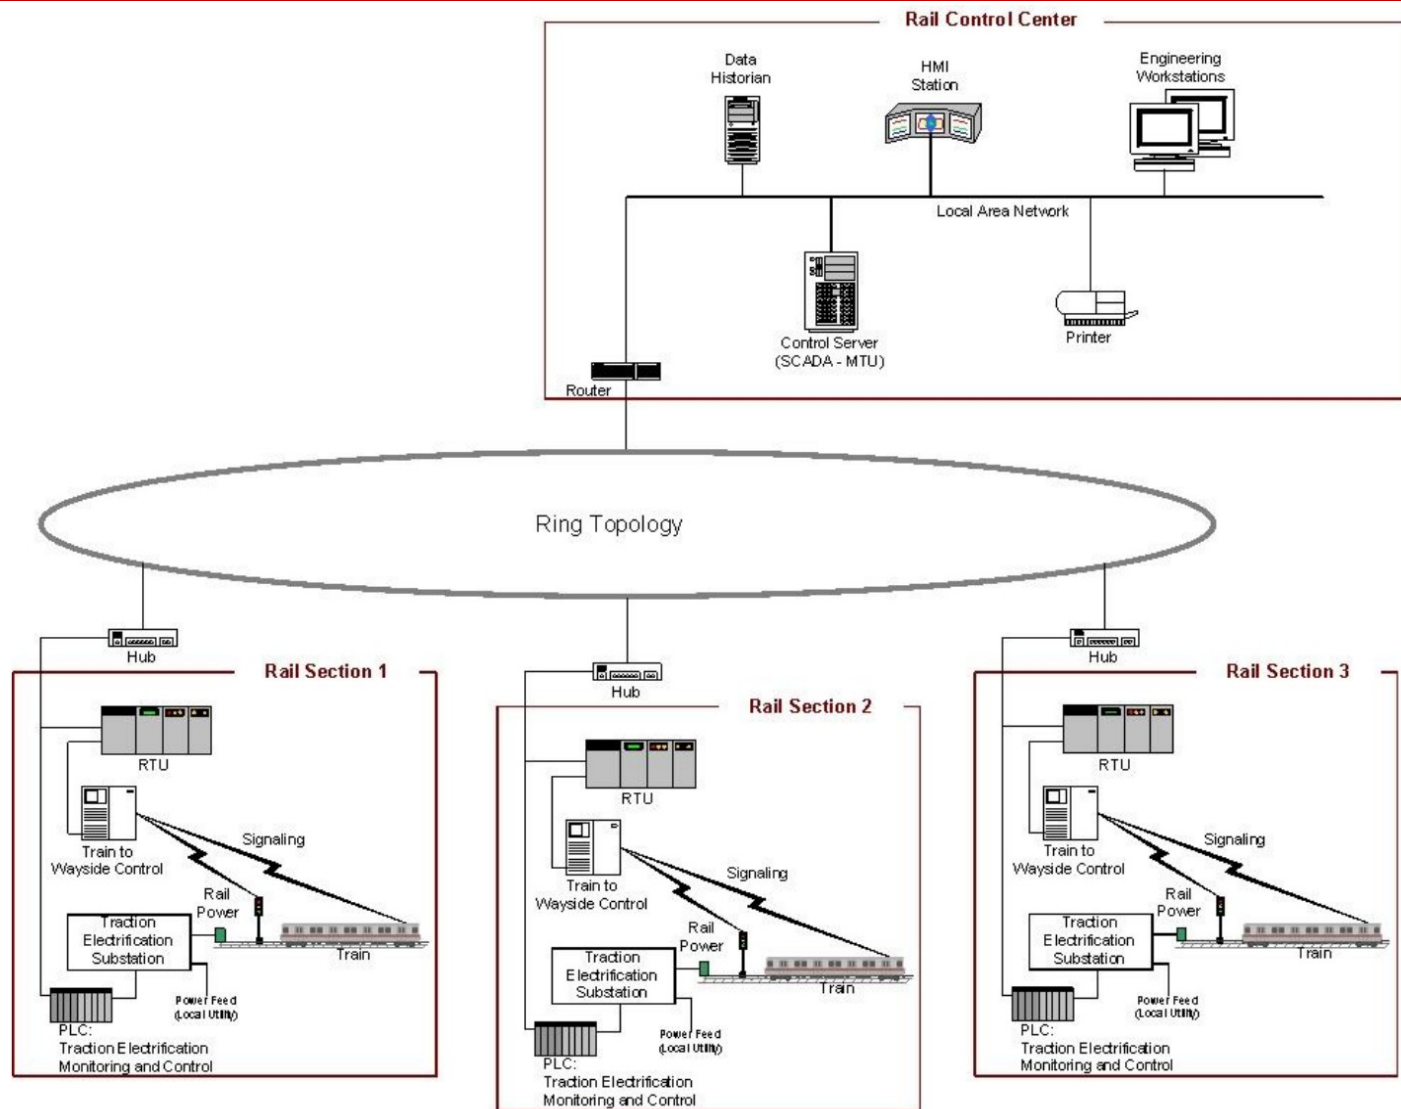 Rail Control Center
Data
Historian
HMI
Station
Engineering
Workstations
Local Area Network
Control Server
(SCADA - MTU)
Printer
Router
Ring Topology
Hub
Rail Section 1
RTU
Train to
Wayside Control
Signaling
Rail
Power
Traction
Electrification
Substation
Train
Power Feed
(Local Utility)
PLC:
Traction Electrification
Monitoring and Control
Hub
Rail Section 2
RTU
Train to
Wayside Control
Signaling
Rail
Power
Traction
Electrification
Substation
Train
Power Feed
(Local Utility)
PLC:
Traction Electrification
Monitoring and Control
Hub
Rail Section 3
RTU
Train to
Wayside Control
Signaling
Rail
Power
Traction
Electrification
Substation
Train
Power Feed
(Local Utility)
PLC:
Traction Electrification
Monitoring and Control